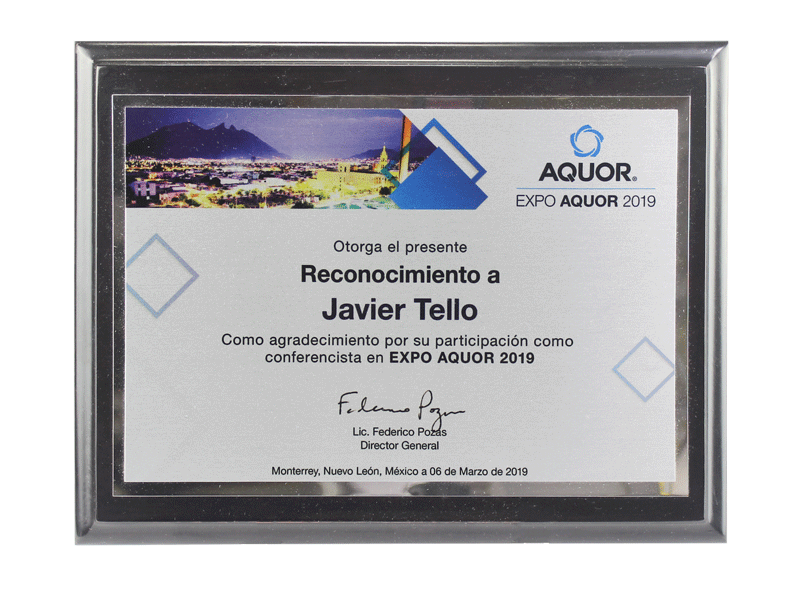 AQUOR®
EXPO AQUOR 2019
Otorga el presente
Reconocimiento a
Javier Tello
Como agradecimiento por su participación como
conferencista en EXPO AQUOR 2019
Federico Pozas
Lic. Federico Pozas
Director General
Monterrey, Nuevo León, México a 06 de Marzo de 2019